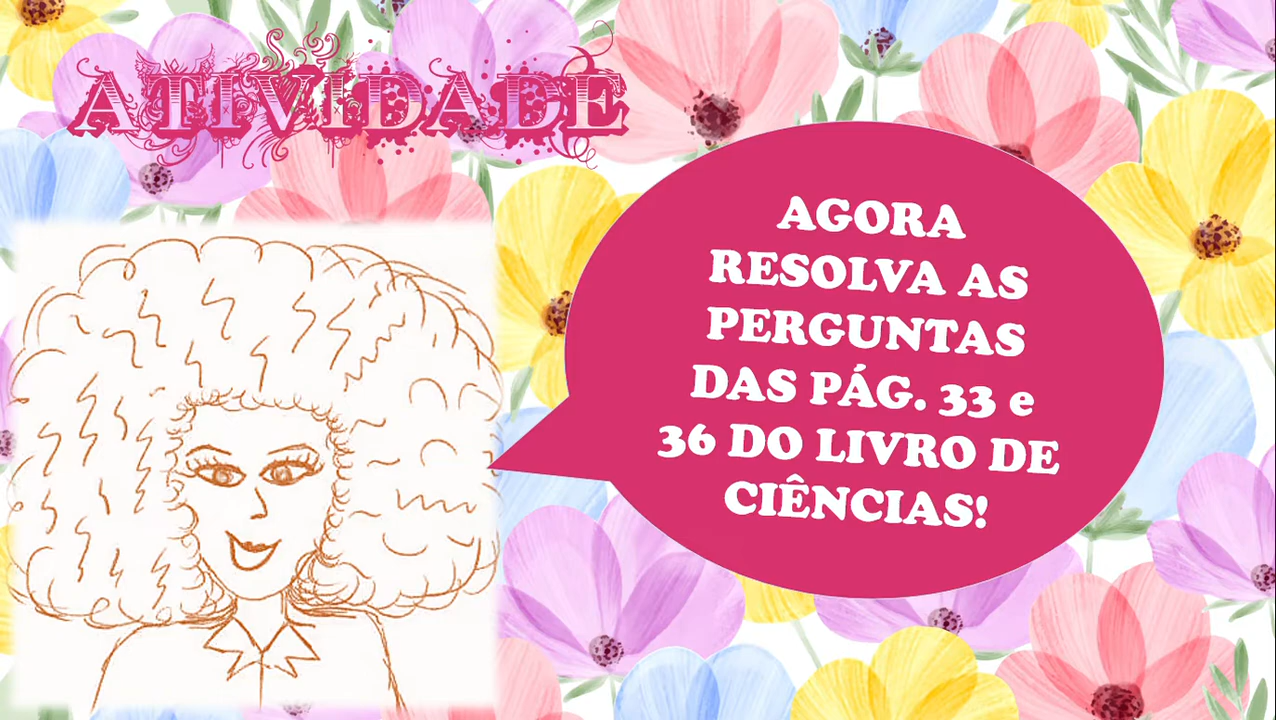 ATIVIDADE
AGORA
RESOLVA AS
PERGUNTAS
DAS PÁG. 33 e
36 DO LIVRO DE
CIÊNCIAS!